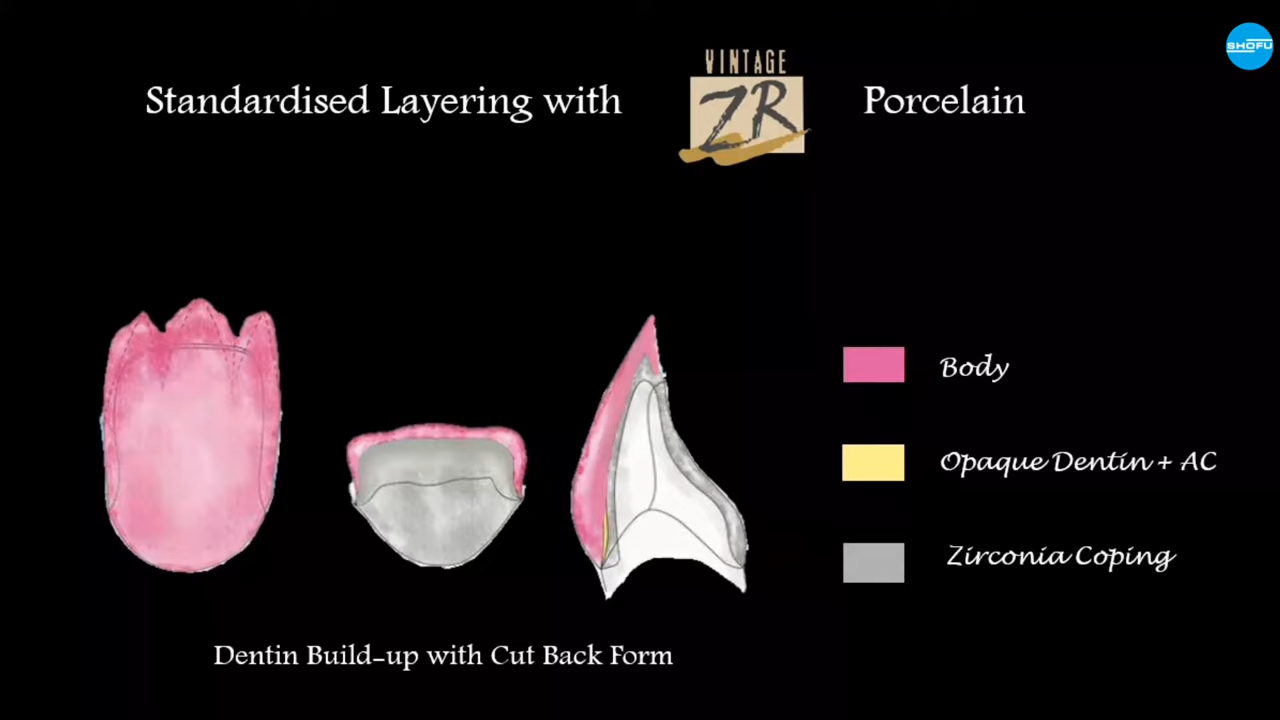 SHOFU
VINTAGE
Standardised Layering with ZR Porcelain
Body
Opaque Dentin + AC
Zirconia Coping
Dentin Build-up with Cut Back Form